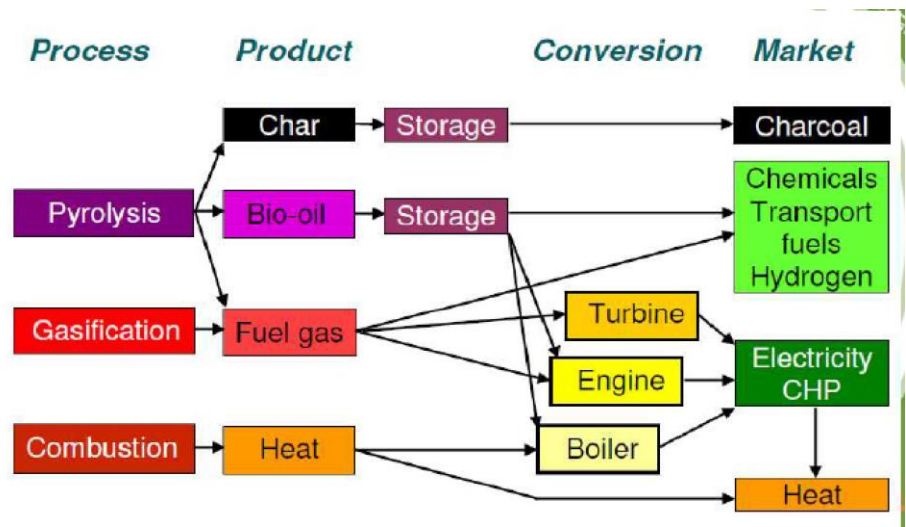 Process Product Conversion Market
Char Storage Charcoal
Pyrolysis Bio-oil Storage
Chemicals
Transport
fuels
Hydrogen
Gasification Fuel gas Turbine
Engine
Electricity
CHP
Combustion Heat Boiler
Heat